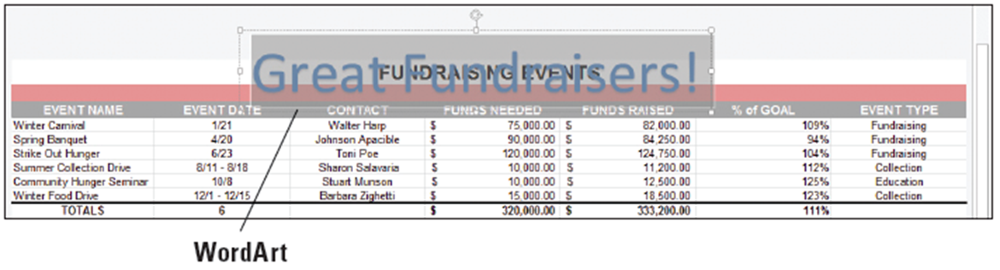 Great Fundraisers!
FUNDRAISING EVENTS
EVENT NAME EVENT DATE CONTACT FUNDS NEEDED FUNDS RAISED % of GOAL EVENT TYPE
Winter Carnival 1/21 Walter Harp $ 75,000.00 $ 82,000.00 109% Fundraising
Spring Banquet 4/20 Johnson Apacible $ 90,000.00 $ 84,250.00 94% Fundraising
Strike Out Hunger 6/23 Toni Poe $ 120,000.00 $ 124,750.00 104% Fundraising
Summer Collection Drive 8/11 - 8/18 Sharon Salavaria $ 10,000.00 $ 11,200.00 112% Collection
Community Hunger Seminar 10/8 Stuart Munson $ 10,000.00 $ 12,500.00 125% Education
Winter Food Drive 12/1 - 12/15 Barbara Zighetti $ 15,000.00 $ 18,500.00 123% Collection
TOTALS 6 $ 320,000.00 $ 333,200.00 111%
WordArt